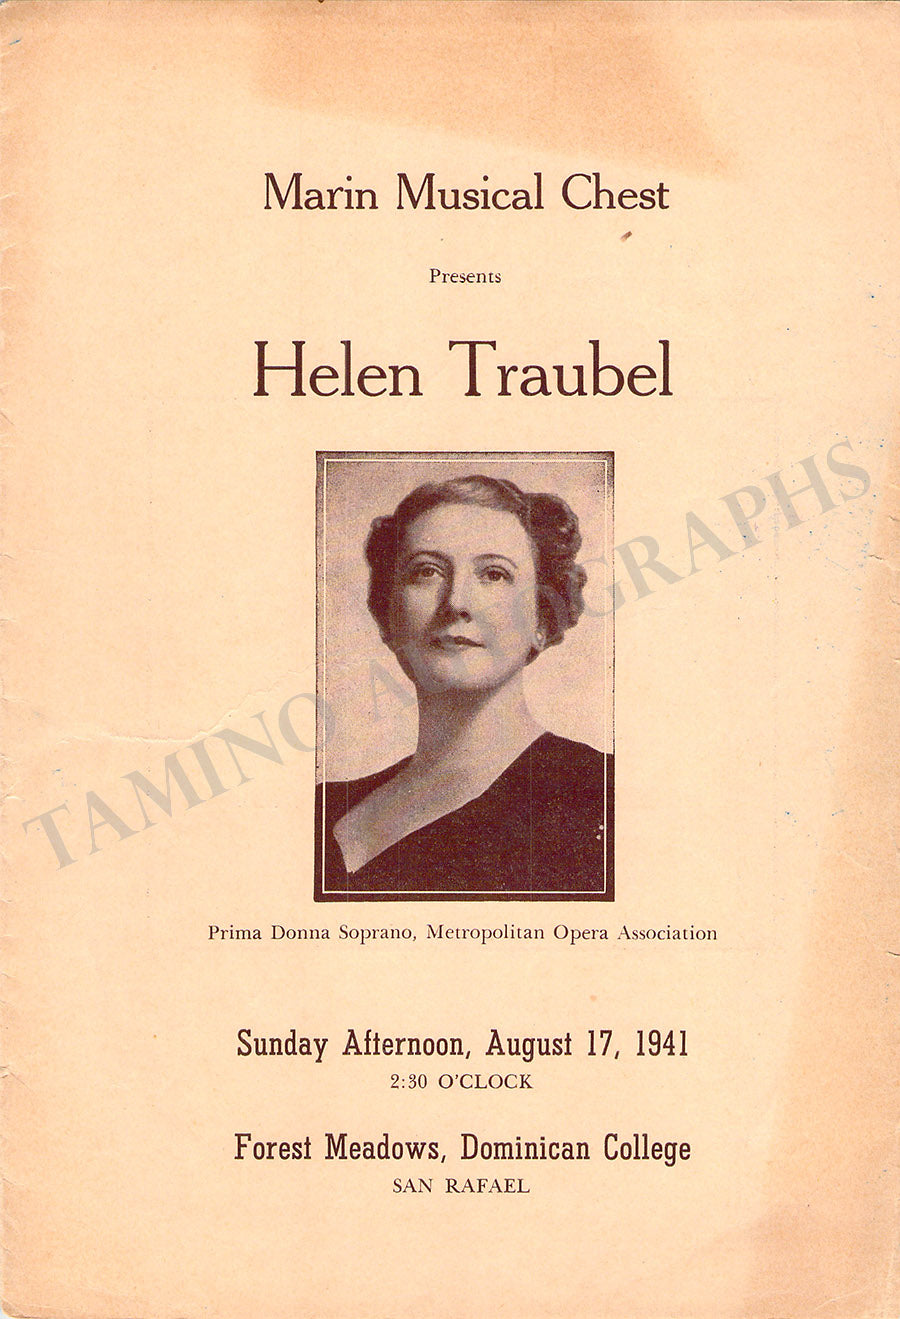 Marin Musical Chest
Presents
Helen Traubel
TAMINO AUTOGRAPHS
Prima Donna Soprano, Metropolitan Opera Association
Sunday Afternoon, August 17, 1941
2:30 O'CLOCK
Forest Meadows, Dominican College
SAN RAFAEL